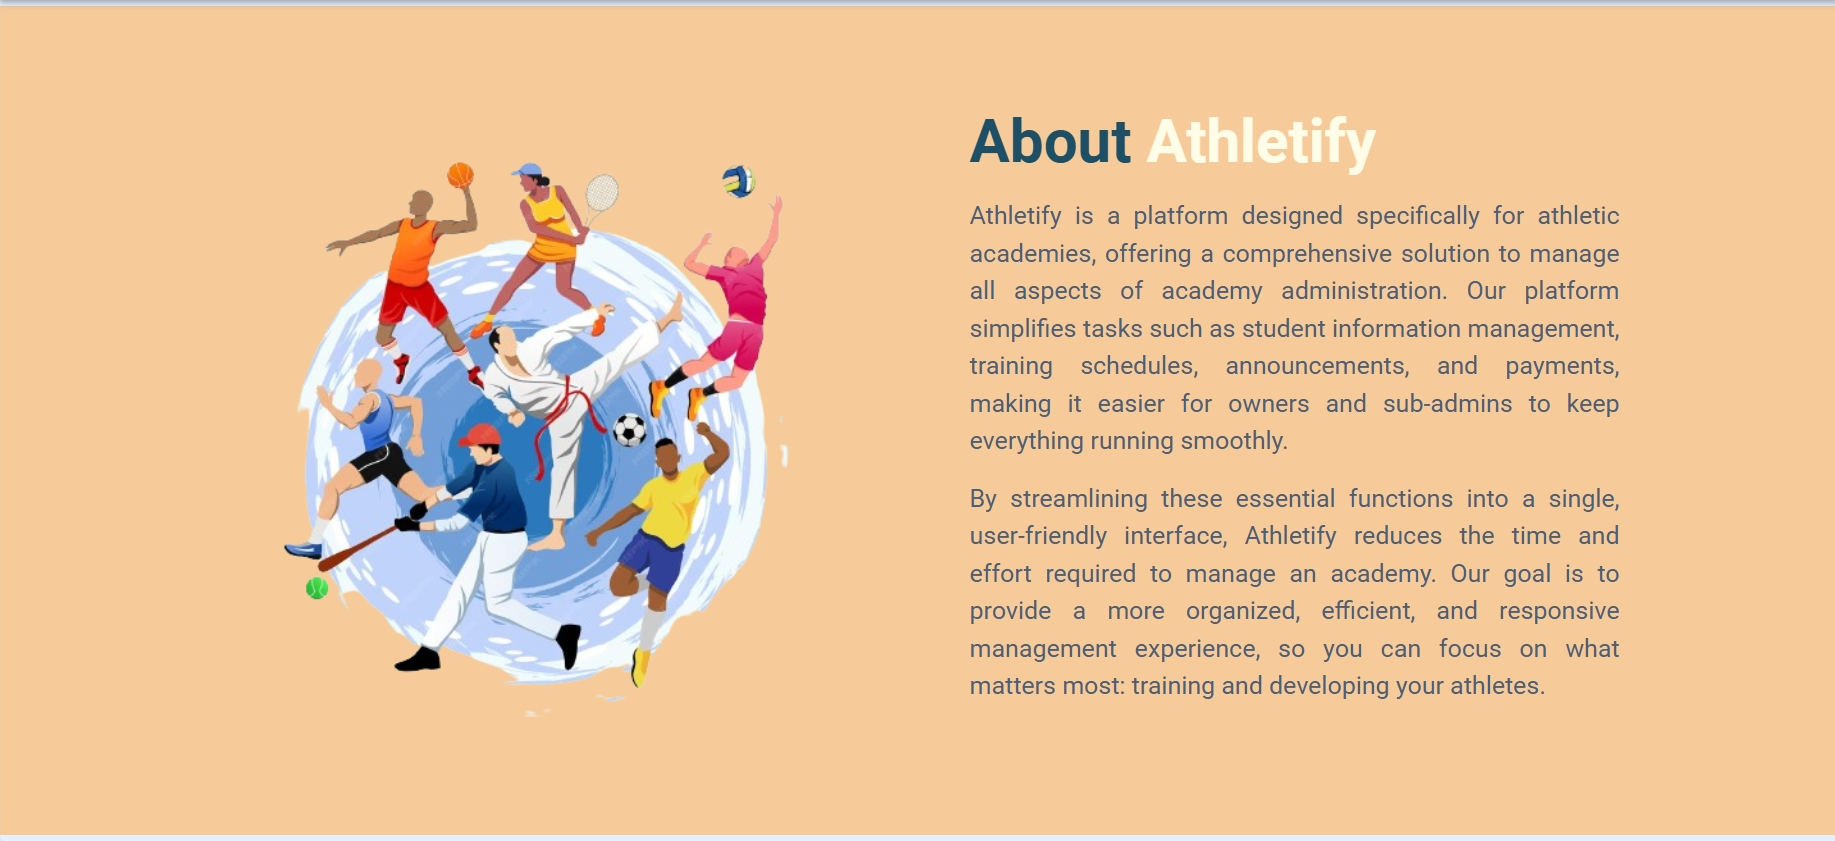 About Athletify
Athletify is a platform designed specifically for athletic
academies, offering a comprehensive solution to manage
all aspects of academy administration. Our platform
simplifies tasks such as student information management,
training schedules, announcements, and payments,
making it easier for owners and sub-admins to keep
everything running smoothly.
By streamlining these essential functions into a single,
user-friendly interface, Athletify reduces the time and
effort required to manage an academy. Our goal is to
provide a more organized, efficient, and responsive
management experience, so you can focus on what
matters most: training and developing your athletes.